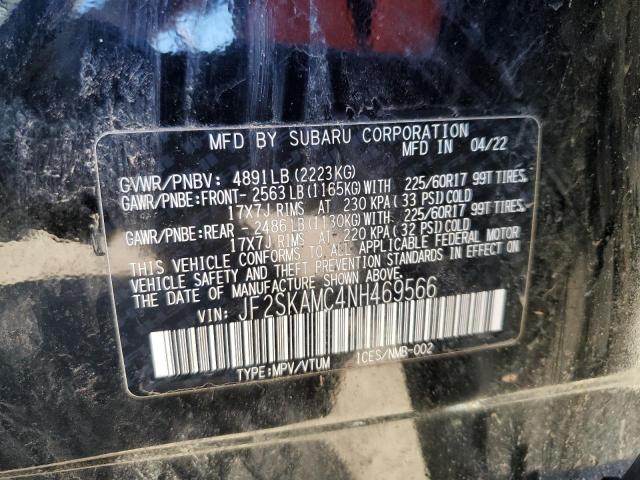 MFD BY SUBARU CORPORATION
MFD IN 04/22
GVWR/PNBV: 4891LB(2223KG)
GAWR/PNBE:FRONT- 2563LB(1165KG)WITH 225/60R17 99T TIRES,
17X7J RIMS AT 230 KPA( 33 PSI)COLD
GAWR/PNBE:REAR - 2486LB(1130KG)WITH 225/60R17 99T TIRES,
17X7J RIMS AT 220 KPA( 32 PSI)COLD
THIS VEHICLE CONFORMS TO ALL APPLICABLE FEDERAL MOTOR
VEHICLE SAFETY AND THEFT PREVENTION STANDARDS IN EFFECT ON
THE DATE OF MANUFACTURE SHOWN ABOVE.
VIN: JF2SKAMC4NH469566
TYPE:MPV/VTUM ICES/NMB-002